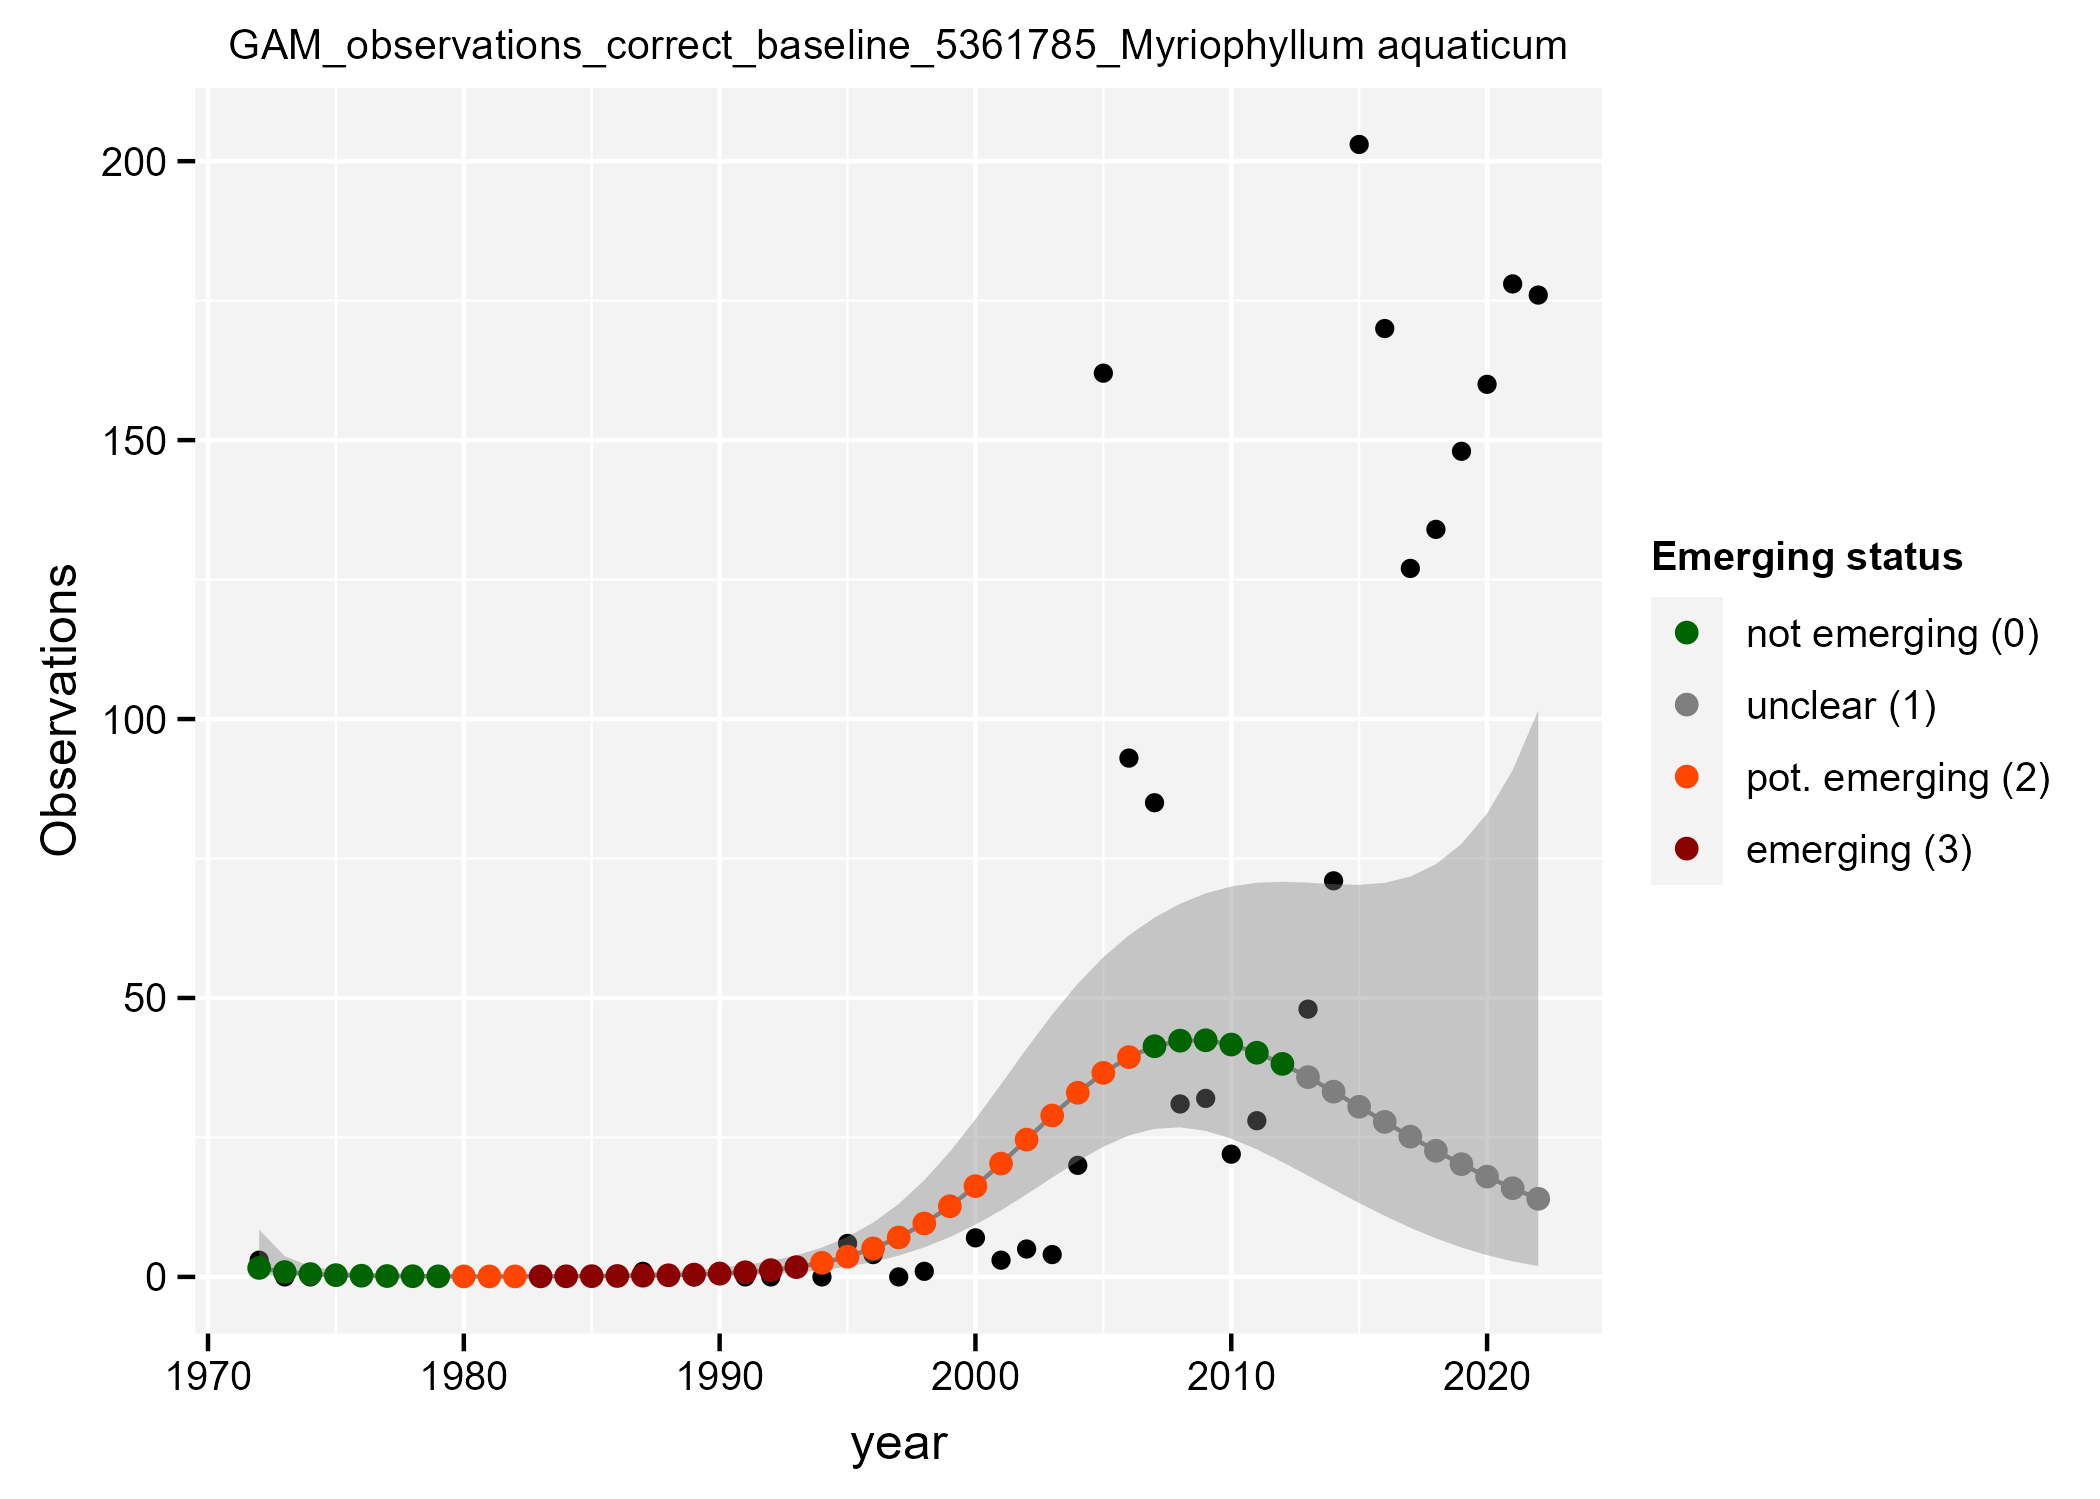 GAM_observations_correct_baseline_5361785_Myriophyllum aquaticum
200
150
100
50
0
Observations
1970 1980 1990 2000 2010 2020
year
Emerging status
not emerging (0)
unclear (1)
pot. emerging (2)
emerging (3)